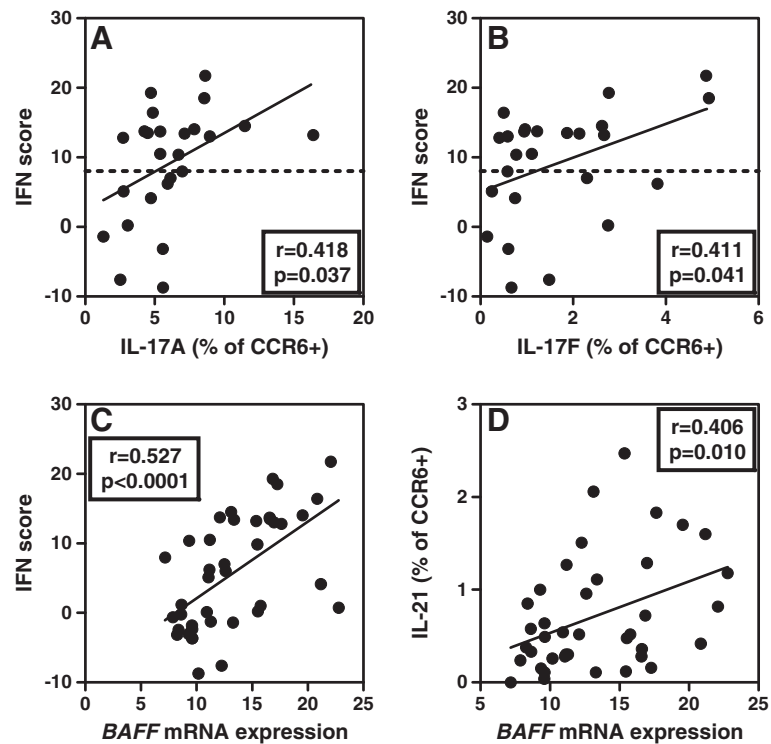 A
IFN score
30
20
10
0
-10
r=0.418
p=0.037
0 5 10 15 20
IL-17A (% of CCR6+)
B
IFN score
30
20
10
0
-10
r=0.411
p=0.041
0 2 4 6
IL-17F (% of CCR6+)
C
IFN score
30
20
10
0
-10
r=0.527
p<0.0001
0 5 10 15 20 25
BAFF mRNA expression
D
IL-21 (% of CCR6+)
3
2
1
0
r=0.406
p=0.010
5 10 15 20 25
BAFF mRNA expression